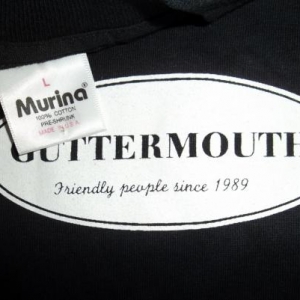 L
Murina®
100% COTTON
PRE-SHRUNK
MADE IN U.S.A.
GUTTERMOUTH
Friendly people since 1989